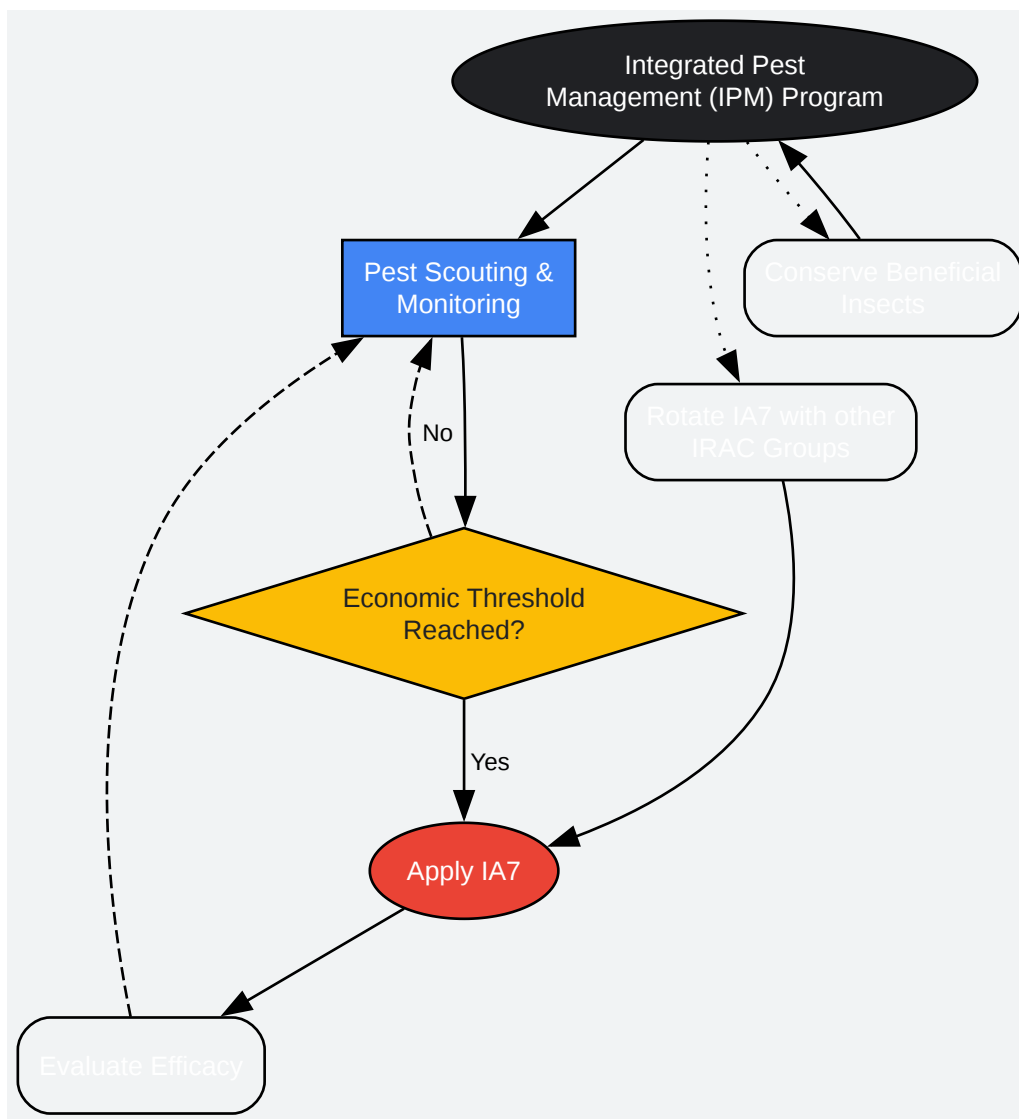 Integrated Pest
Management (IPM) Program
Pest Scouting &
Monitoring
Conserve Beneficial
Insects
Rotate IA7 with other
IRAC Groups
No
Economic Threshold
Reached?
Yes
Apply IA7
Evaluate Efficacy